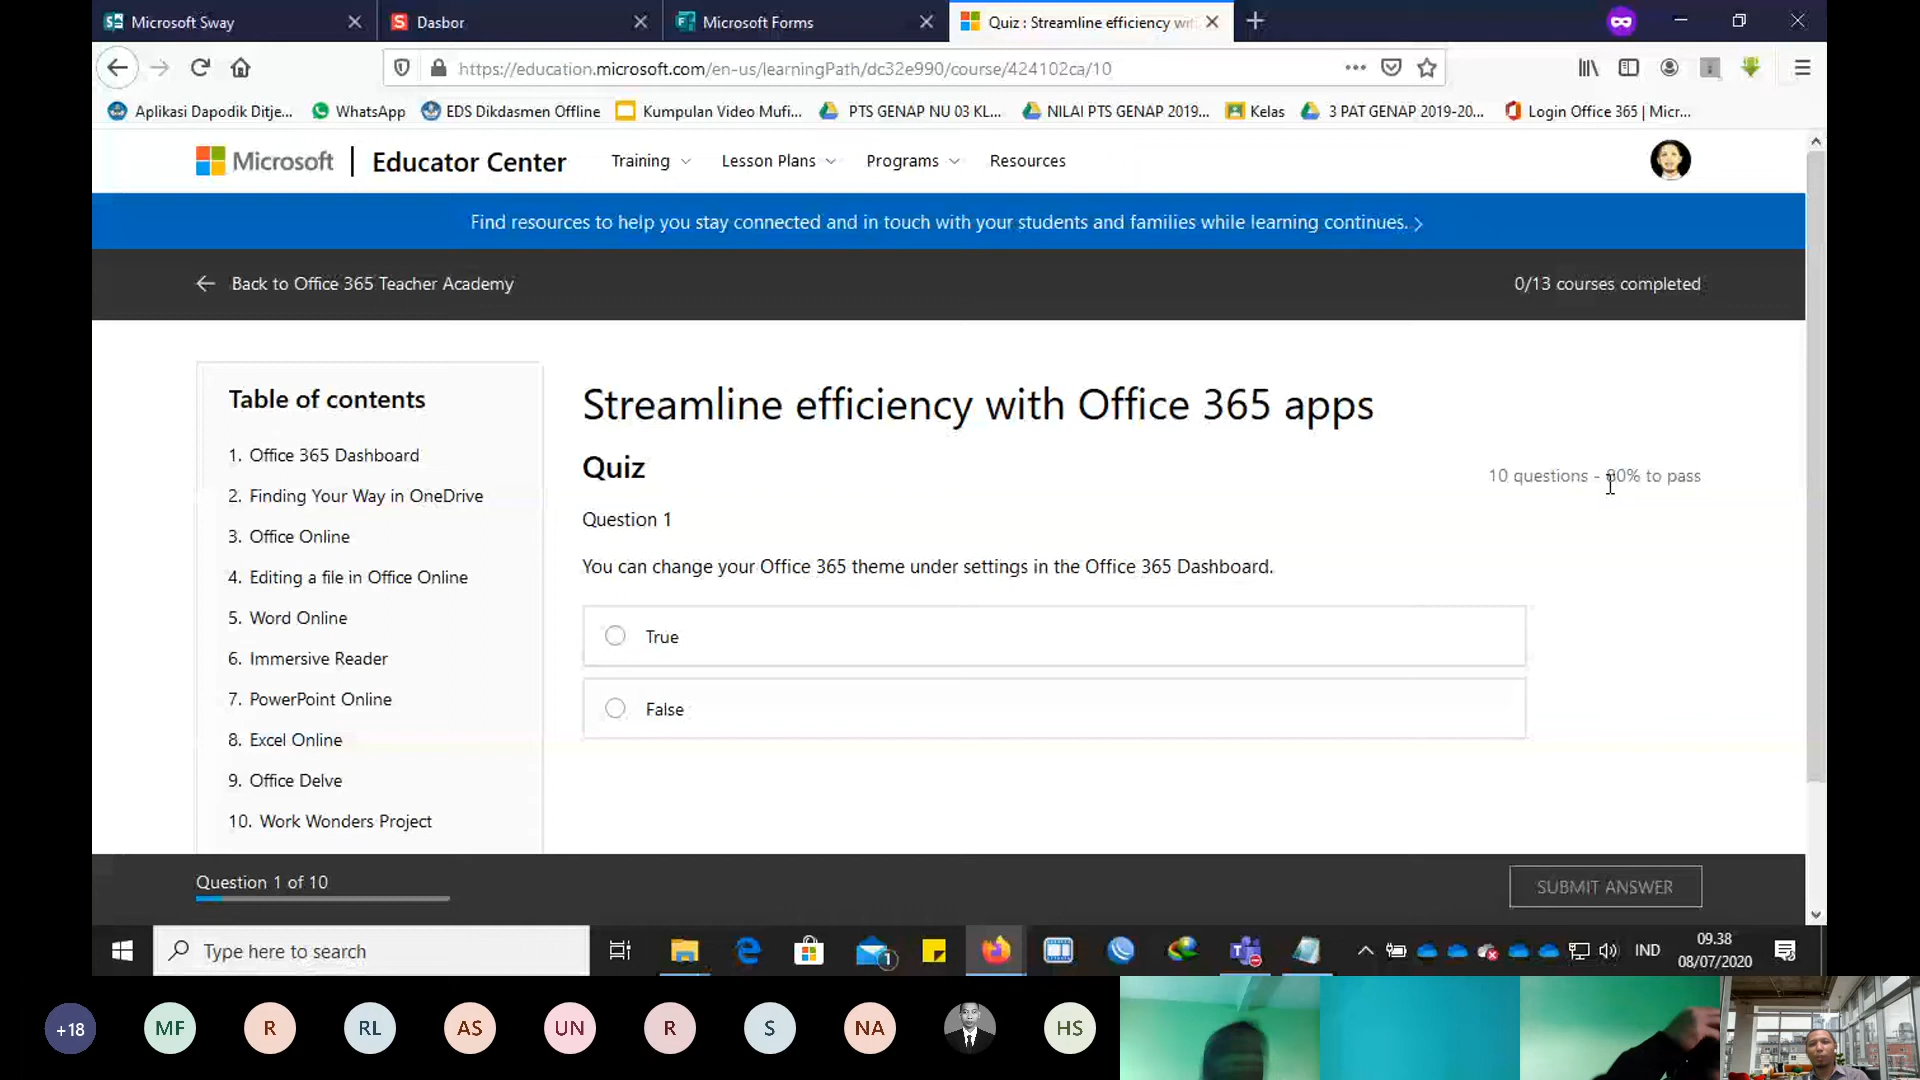 Microsoft Sway
Dasbor
Microsoft Forms
Quiz : Streamline efficiency wit
https://education.microsoft.com/en-us/learningPath/dc32e990/course/424102ca/10
Aplikasi Dapodik Ditje...
WhatsApp
EDS Dikdasmen Offline
Kumpulan Video Mufi...
PTS GENAP NU 03 KL...
NILAI PTS GENAP 2019...
Kelas
3 PAT GENAP 2019-20...
Login Office 365 | Micr...
Microsoft | Educator Center
Training
Lesson Plans
Programs
Resources
Find resources to help you stay connected and in touch with your students and families while learning continues.
Back to Office 365 Teacher Academy
0/13 courses completed
Table of contents
1. Office 365 Dashboard
2. Finding Your Way in OneDrive
3. Office Online
4. Editing a file in Office Online
5. Word Online
6. Immersive Reader
7. PowerPoint Online
8. Excel Online
9. Office Delve
10. Work Wonders Project
Streamline efficiency with Office 365 apps
Quiz
10 questions - to pass
Question 1
You can change your Office 365 theme under settings in the Office 365 Dashboard.
True
False
Question 1 of 10
SUBMIT ANSWER
Type here to search
1
IND
09.38
08/07/2020
+18
MF
R
RL
AS
UN
R
S
NA
HS